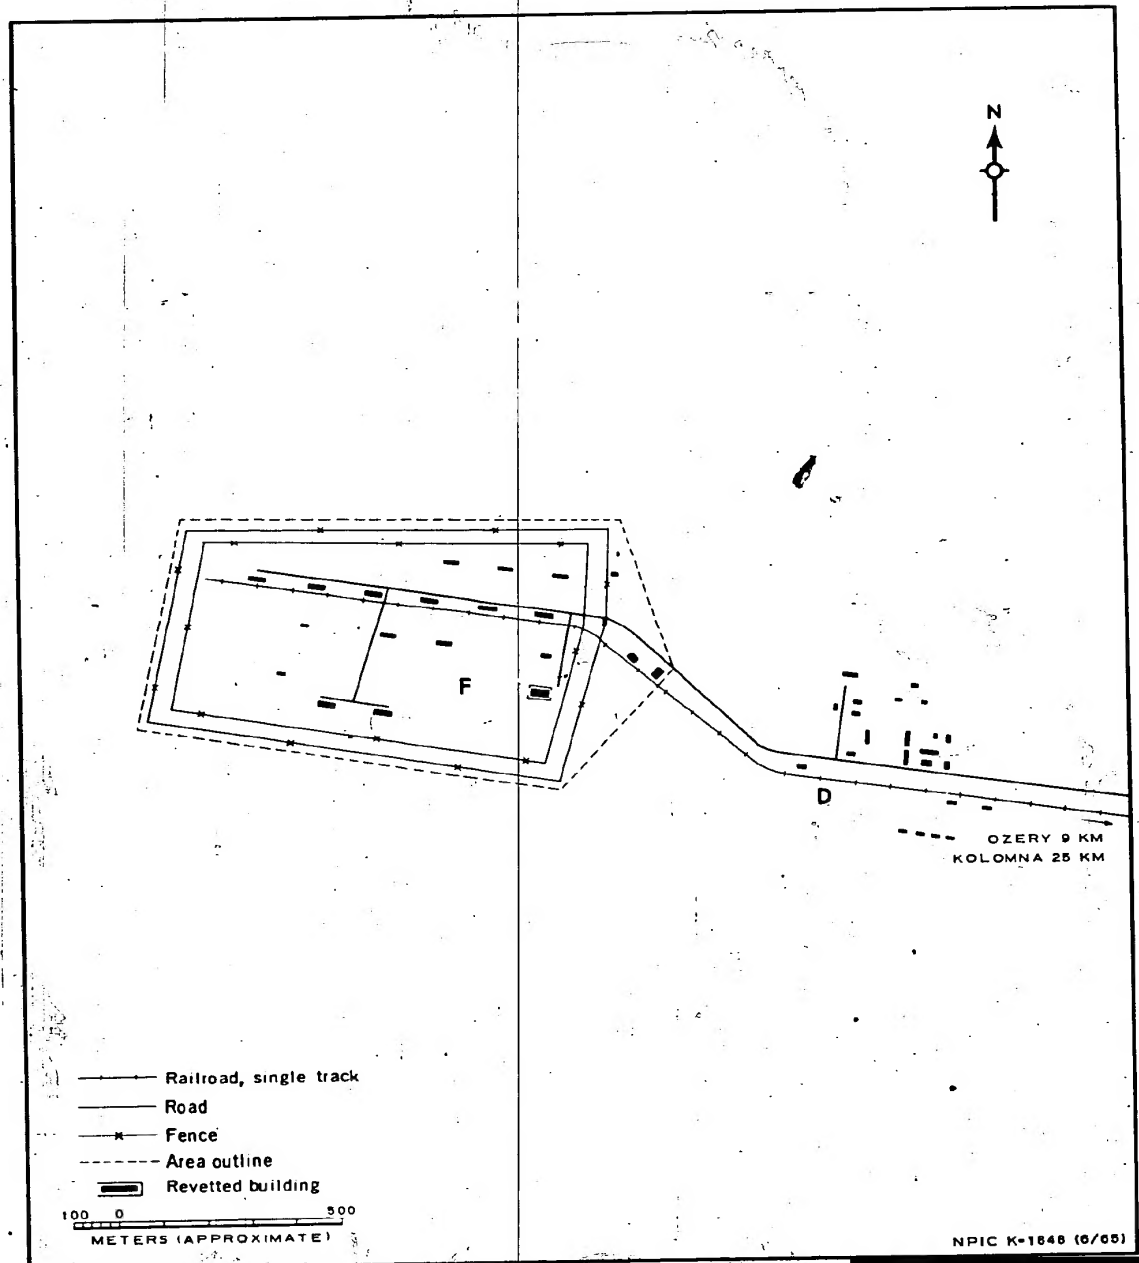 N
F
D
OZERY 9 KM
KOLOMNA 25 KM
Railroad, single track
Road
Fence
Area outline
Revetted building
100 0 500
METERS (APPROXIMATE)
NPIC K-1648 (6/65)